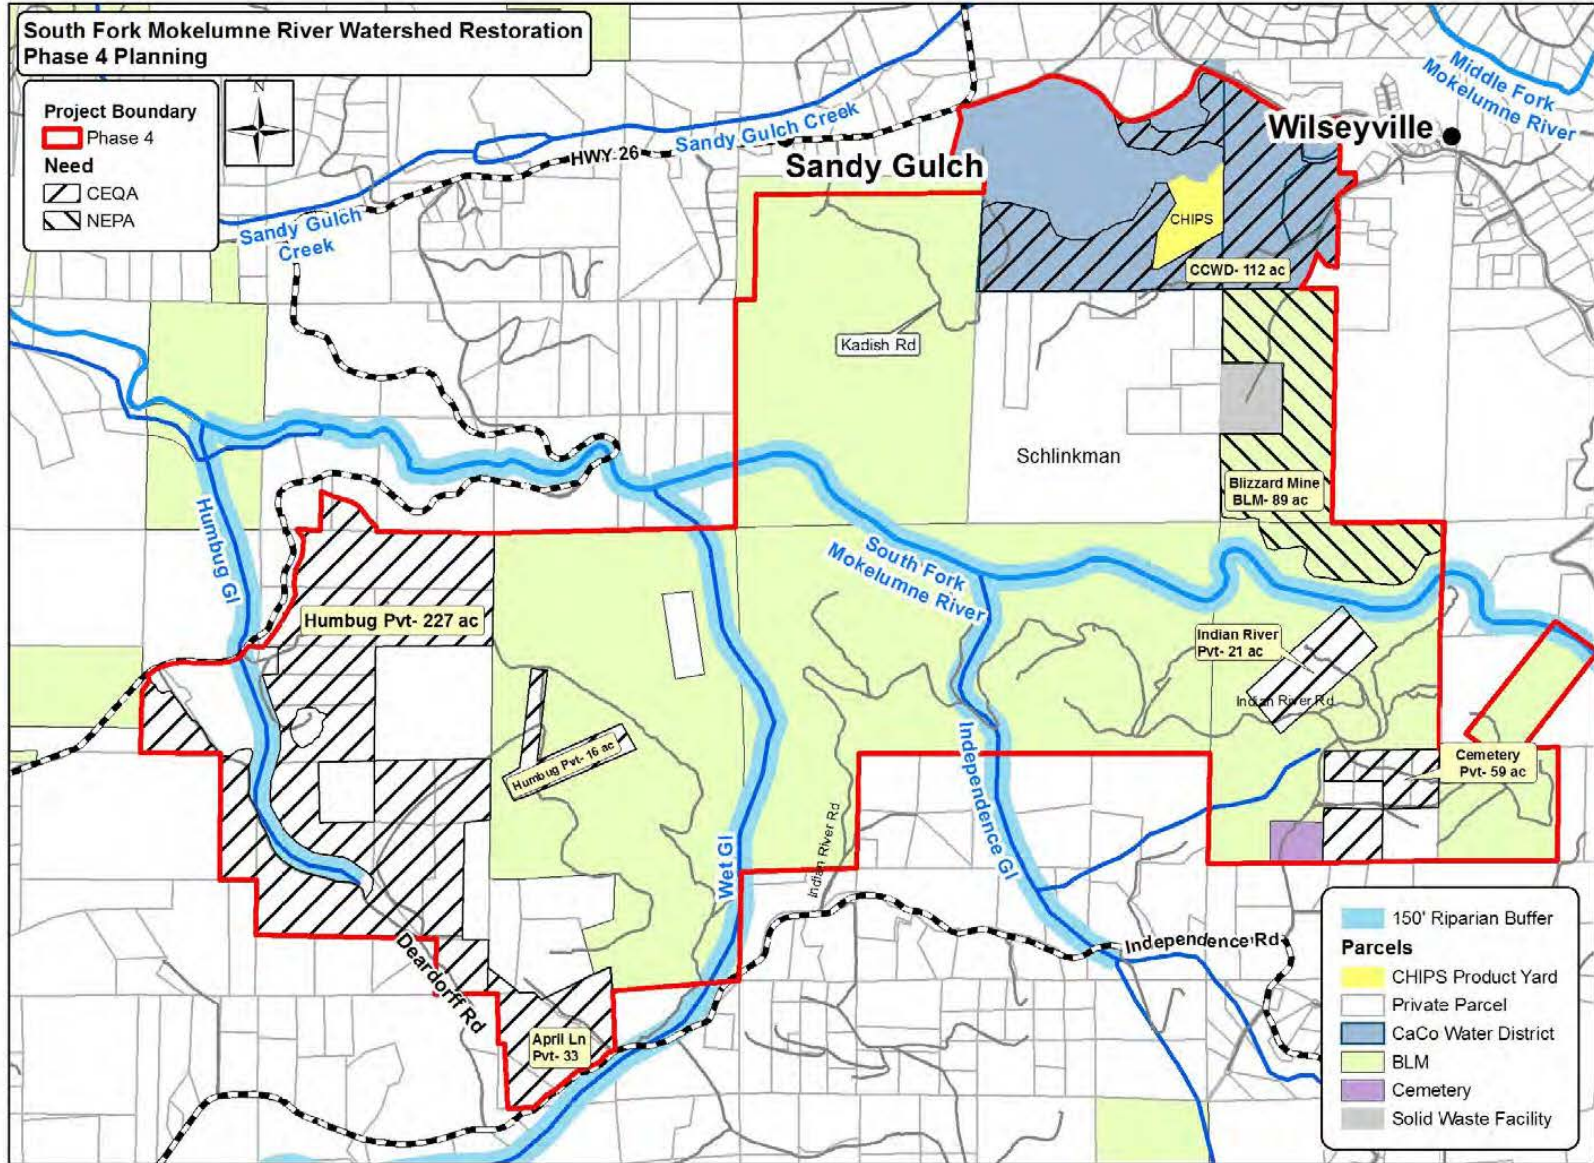 South Fork Mokelumne River Watershed Restoration
Phase 4 Planning
Project Boundary
Phase 4
Need
CEQA
NEPA
N
Sandy Gulch Creek
HWY 26
Sandy Gulch
Creek
Sandy Gulch
Wilseyville
Middle Fork
Mokelumne River
CHIPS
CCWD- 112 ac
Kadish Rd
Schlinkman
Blizzard Mine
BLM- 89 ac
South Fork
Mokelumne River
Humbug Gl
Humbug Pvt- 227 ac
Indian River
Pvt- 21 ac
Indian River Rd
Humbug Pvt- 16 ac
Cemetery
Pvt- 59 ac
Wet Gl
Indian River Rd
Independence Gl
Independence Rd
Deardorff Rd
April Ln
Pvt- 33
150' Riparian Buffer
Parcels
CHIPS Product Yard
Private Parcel
CaCo Water District
BLM
Cemetery
Solid Waste Facility